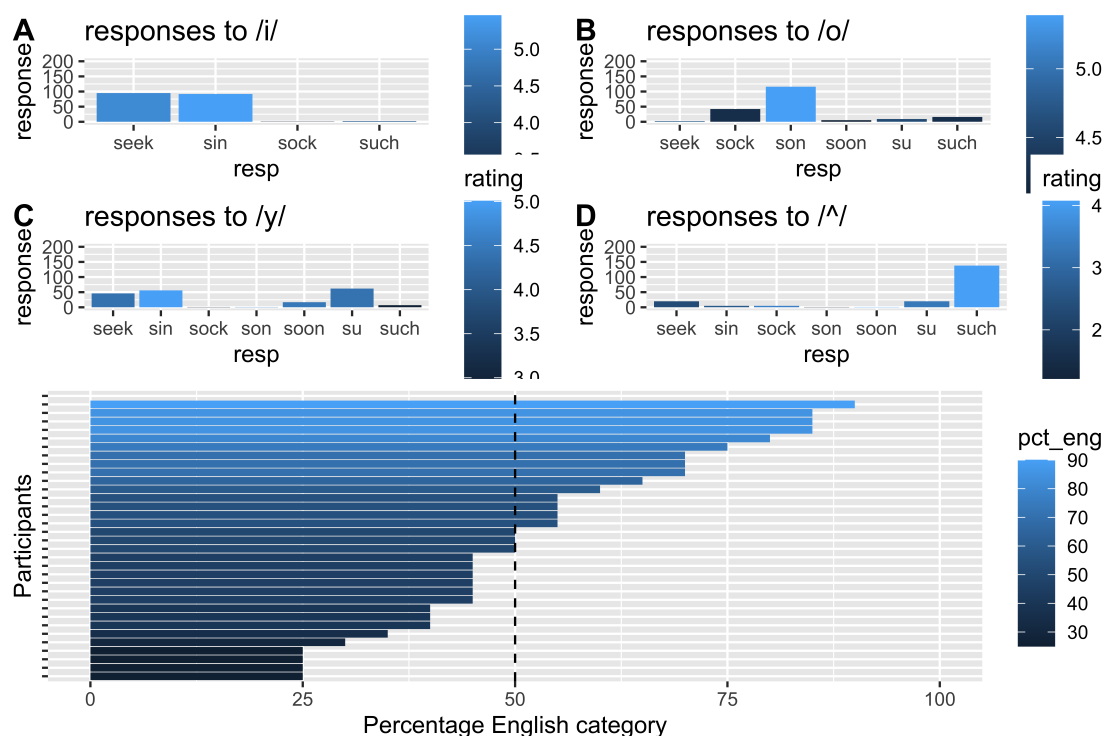 A
responses to /i/
response
200
150
100
50
0
seek sin sock such
resp
5.0
4.5
4.0
B
responses to /o/
response
200
150
100
50
0
seek sock son soon su such
resp
5.0
4.5
rating
C
responses to /y/
response
200
150
100
50
0
seek sin sock son soon su such
resp
rating
5.0
4.5
4.0
3.5
3.0
D
responses to /^/
response
200
150
100
50
0
seek sin sock son soon su such
resp
4
3
2
Participants
0 25 50 75 100
Percentage English category
pct_eng
90
80
70
60
50
40
30